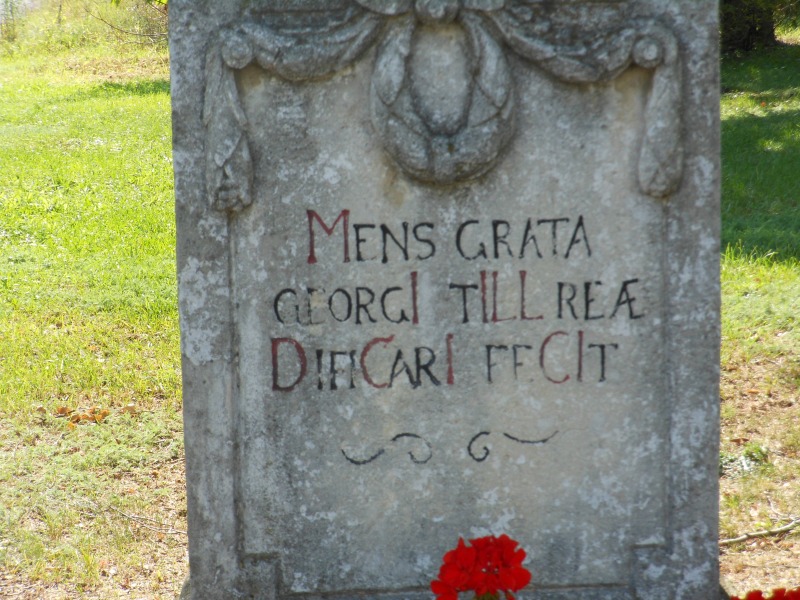 MENS GRATA
GEORGI TILL REÆ
DIFICARI FECIT